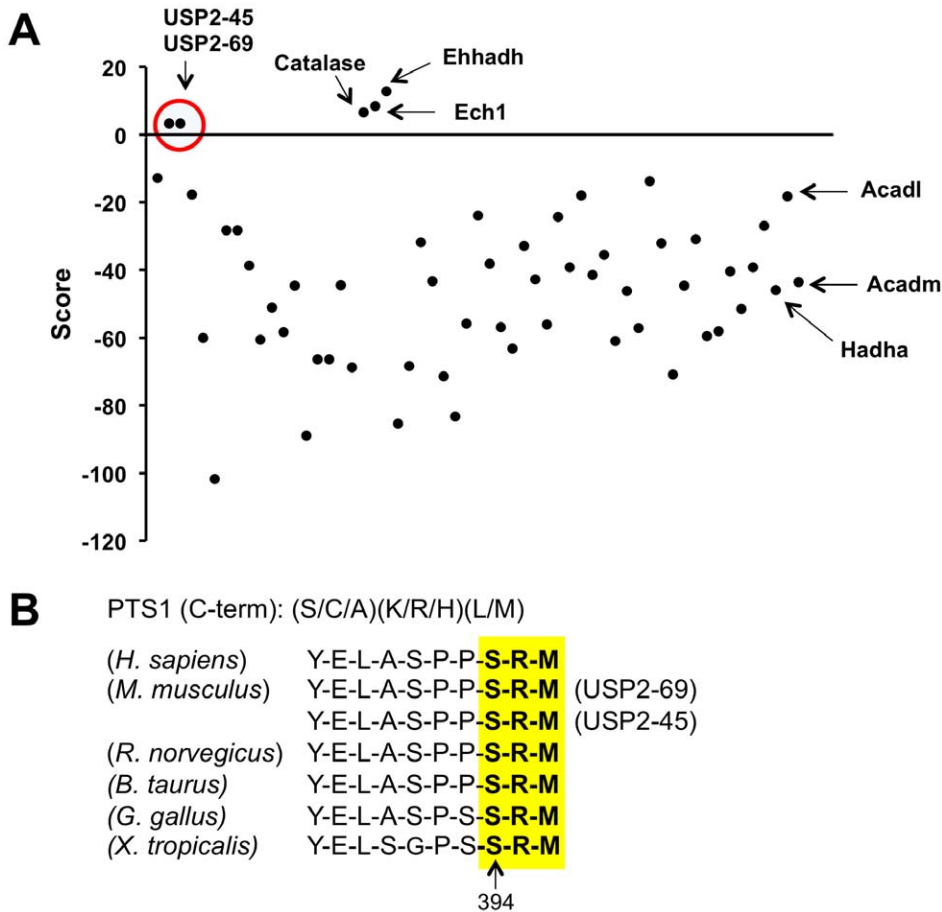 A
USP2-45
USP2-69
Catalase
Ehhadh
Ech1
20
0
-20
-40
-60
-80
-100
-120
Score
Acadl
Acadm
Hadha
B
PTS1 (C-term): (S/C/A)(K/R/H)(L/M)
(H. sapiens) Y-E-L-A-S-P-P-S-R-M
(M. musculus) Y-E-L-A-S-P-P-S-R-M (USP2-69)
Y-E-L-A-S-P-P-S-R-M (USP2-45)
(R. norvegicus) Y-E-L-A-S-P-P-S-R-M
(B. taurus) Y-E-L-A-S-P-P-S-R-M
(G. gallus) Y-E-L-A-S-P-S-S-R-M
(X. tropicalis) Y-E-L-S-G-P-S-S-R-M
394